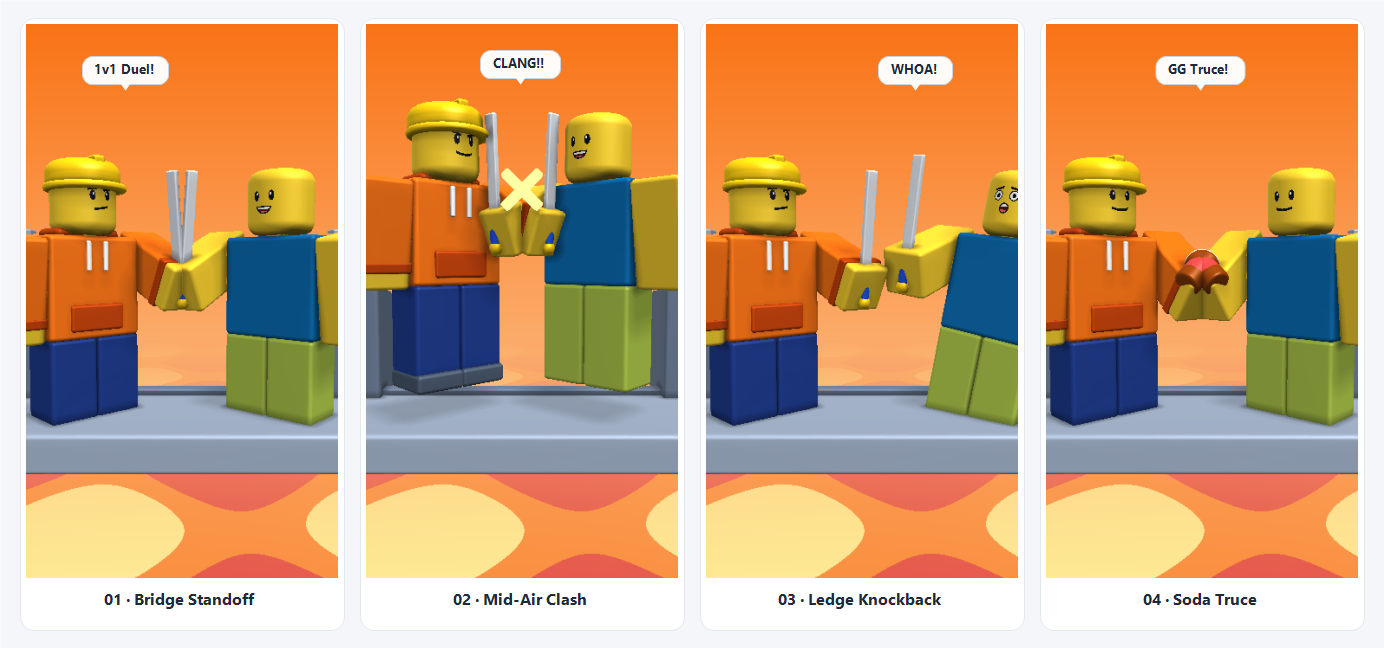 1v1 Duel!
CLANG!!
WHOA!
GG Truce!
01 · Bridge Standoff
02 · Mid-Air Clash
03 · Ledge Knockback
04 · Soda Truce